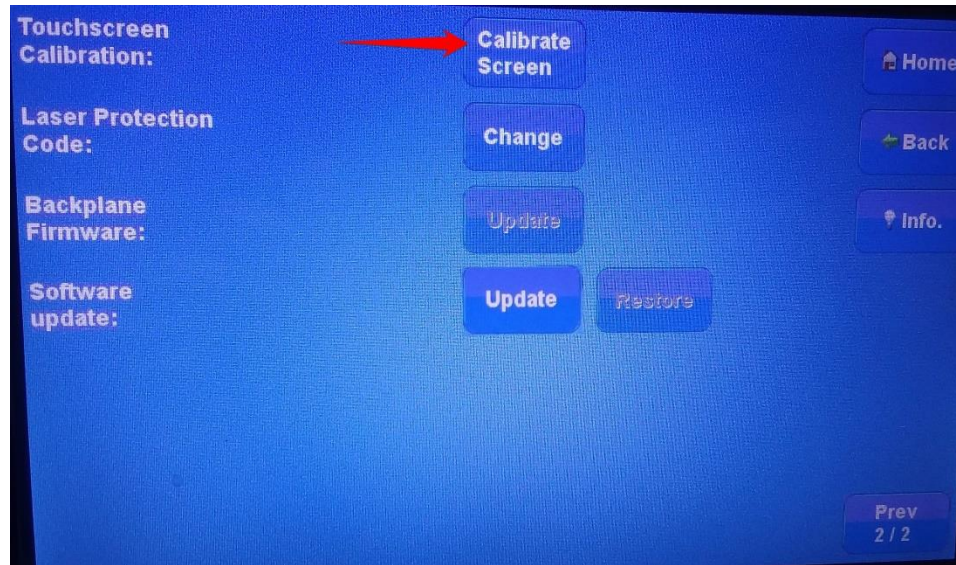 Touchscreen
Calibration:
Calibrate
Screen
Home
Laser Protection
Code:
Change
Back
Backplane
Firmware:
Update
Info.
Software
update:
Update
Restore
Prev
2 / 2